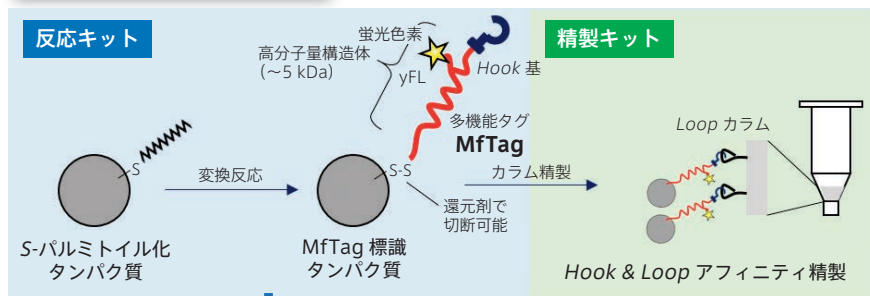 反応キット
蛍光色素
高分子量構造体
(~5 kDa)
yFL
Hook 基
多機能タグ
MfTag
S
変換反応
S-S
カラム精製
還元剤で
切断可能
S-パルミトイル化
タンパク質
MfTag 標識
タンパク質
精製キット
Loop カラム
Hook & Loop アフィニティ精製